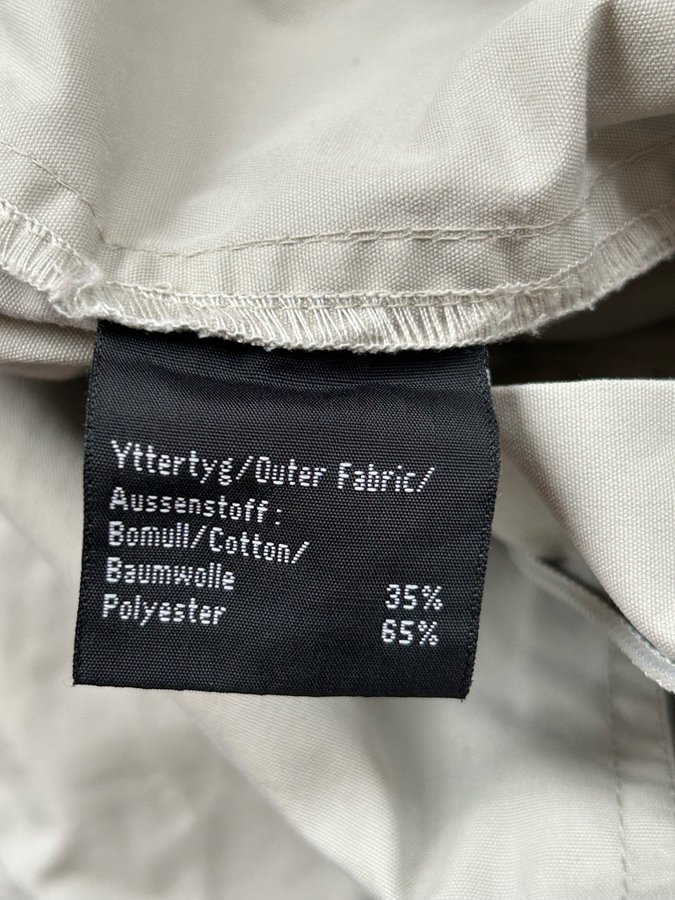 Yttertyg/Outer Fabric/
Aussenstoff:
Bomull/Cotton/
Baumwolle 35%
Polyester 65%